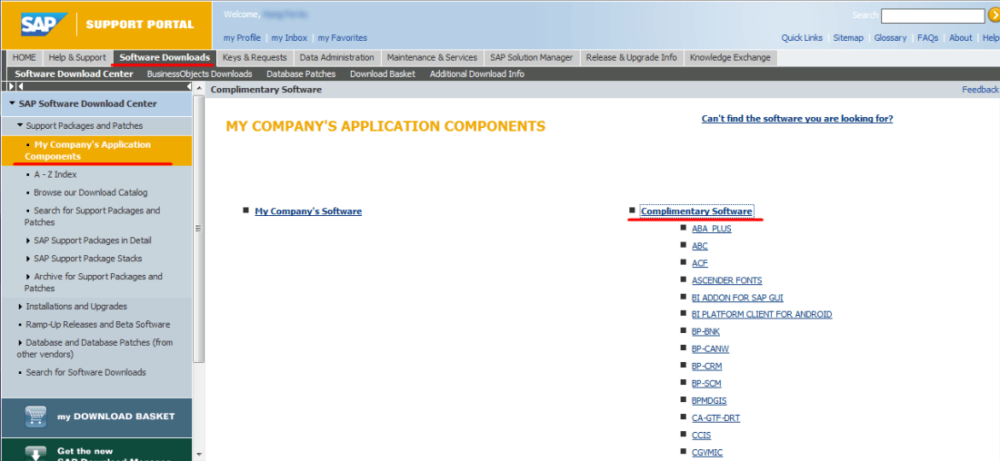 SAP SUPPORT PORTAL
Welcome,
Search
my Profile my Inbox my Favorites
Quick Links Sitemap Glossary FAQs About Help
HOME Help & Support Software Downloads Keys & Requests Data Administration Maintenance & Services SAP Solution Manager Release & Upgrade Info Knowledge Exchange
Software Download Center BusinessObjects Downloads Database Patches Download Basket Additional Download Info
Complimentary Software
Feedback
SAP Software Download Center
Support Packages and Patches
My Company's Application
Components
A - Z Index
Browse our Download Catalog
Search for Support Packages and
Patches
SAP Support Packages in Detail
SAP Support Package Stacks
Archive for Support Packages and
Patches
Installations and Upgrades
Ramp-Up Releases and Beta Software
Database and Database Patches (from
other vendors)
Search for Software Downloads
my DOWNLOAD BASKET
Get the new
SAP Download Manager
MY COMPANY'S APPLICATION COMPONENTS
Can't find the software you are looking for?
My Company's Software
Complimentary Software
ABA PLUS
ABC
ACF
ASCENDER FONTS
BI ADDON FOR SAP GUI
BI PLATFORM CLIENT FOR ANDROID
BP-BNK
BP-CANW
BP-CRM
BP-SCM
BPMDGIS
CA-GTF-DRT
CCIS
CGVMIC